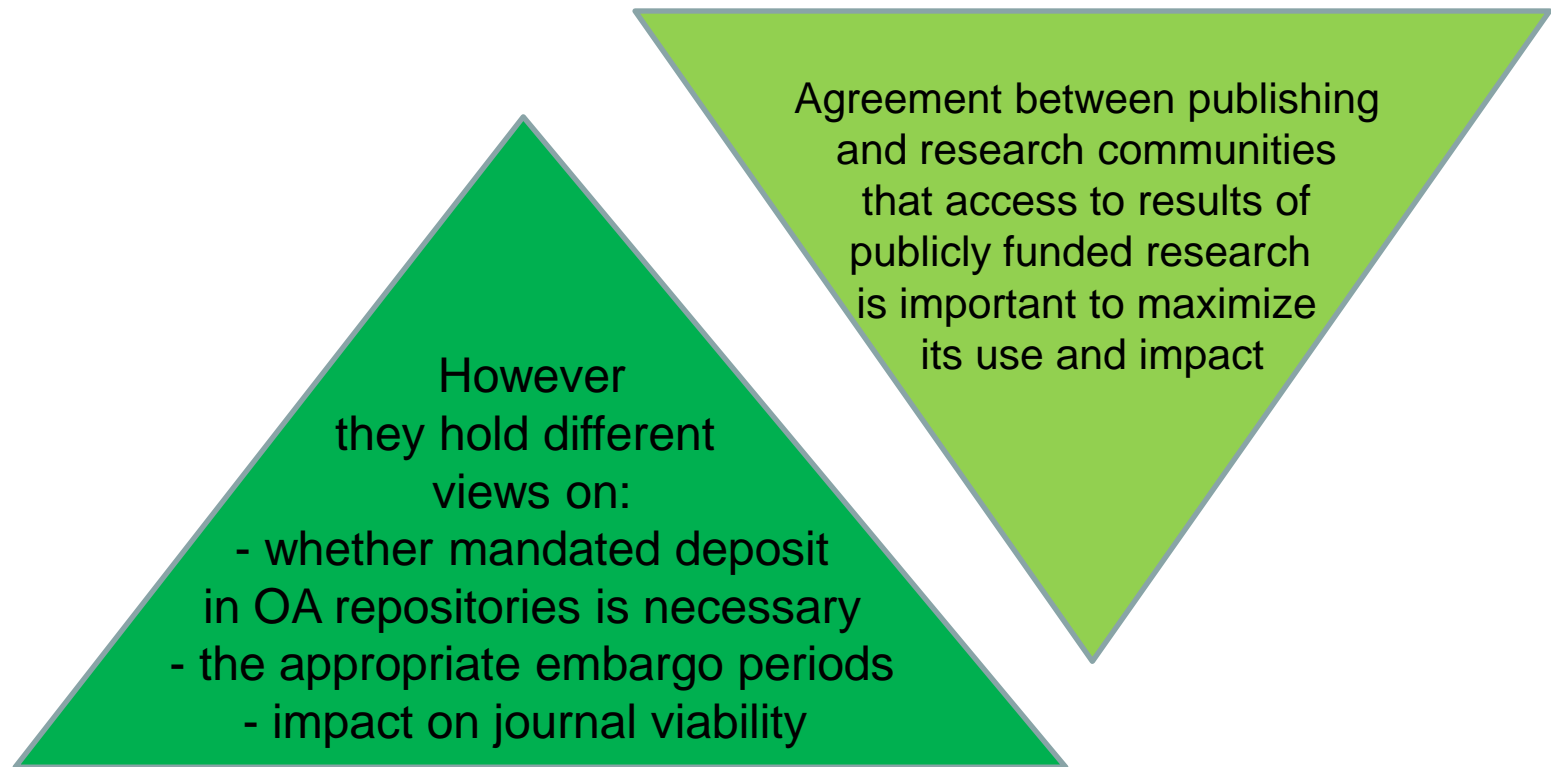 Agreement between publishing
and research communities
that access to results of
publicly funded research
is important to maximize
its use and impact
However
they hold different
views on:
- whether mandated deposit
in OA repositories is necessary
- the appropriate embargo periods
- impact on journal viability